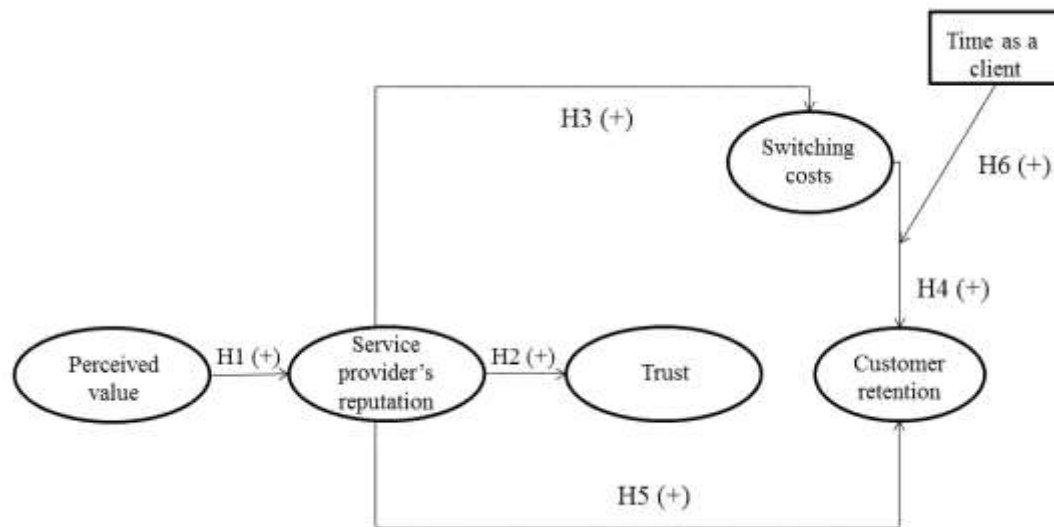 Time as a
client
H3 (+)
Switching
costs
H6 (+)
H4 (+)
Perceived
value
H1 (+)
Service
provider's
reputation
H2 (+)
Trust
Customer
retention
H5 (+)